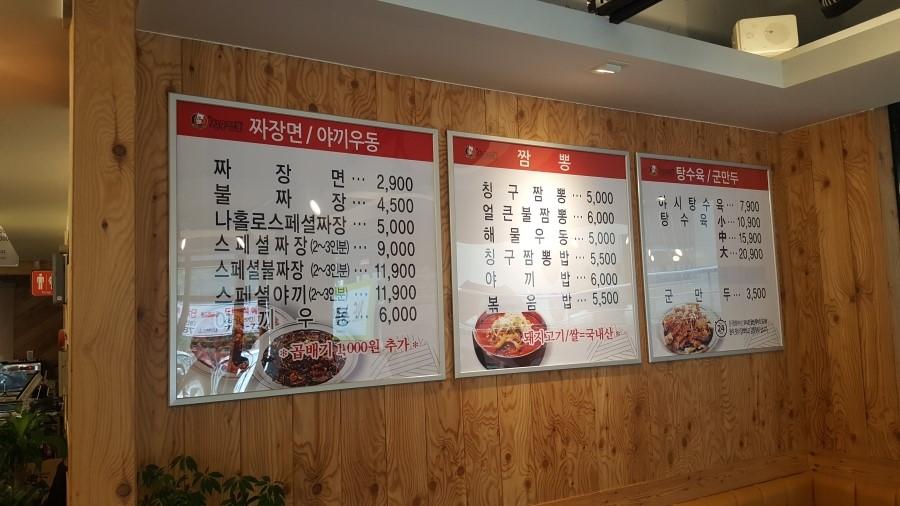 짜장면/야끼우동
짜장면 ··· 2,900
불짜장 ··· 4,500
나홀로스페셜짜장 ··· 5,000
스페셜짜장(2~3인분) ··· 9,000
스페셜불짜장(2~3인분) ··· 11,900
스페셜야끼(2~3인분) ··· 11,900
야끼우동 ··· 6,000
*곱배기 1,000원 추가*
짬뽕
칭구짬뽕 ··· 5,000
얼큰불짬뽕 ··· 6,000
해물우동 ··· 5,000
칭구짬뽕밥 ··· 5,500
야끼밥 ··· 6,000
볶음밥 ··· 5,500
돼지고기/쌀=국내산
탕수육/군만두
아시탕수육 ··· 7,900
탕수육 小 ··· 10,900
中 ··· 15,900
大 ··· 20,900
군만두 ··· 3,500
24